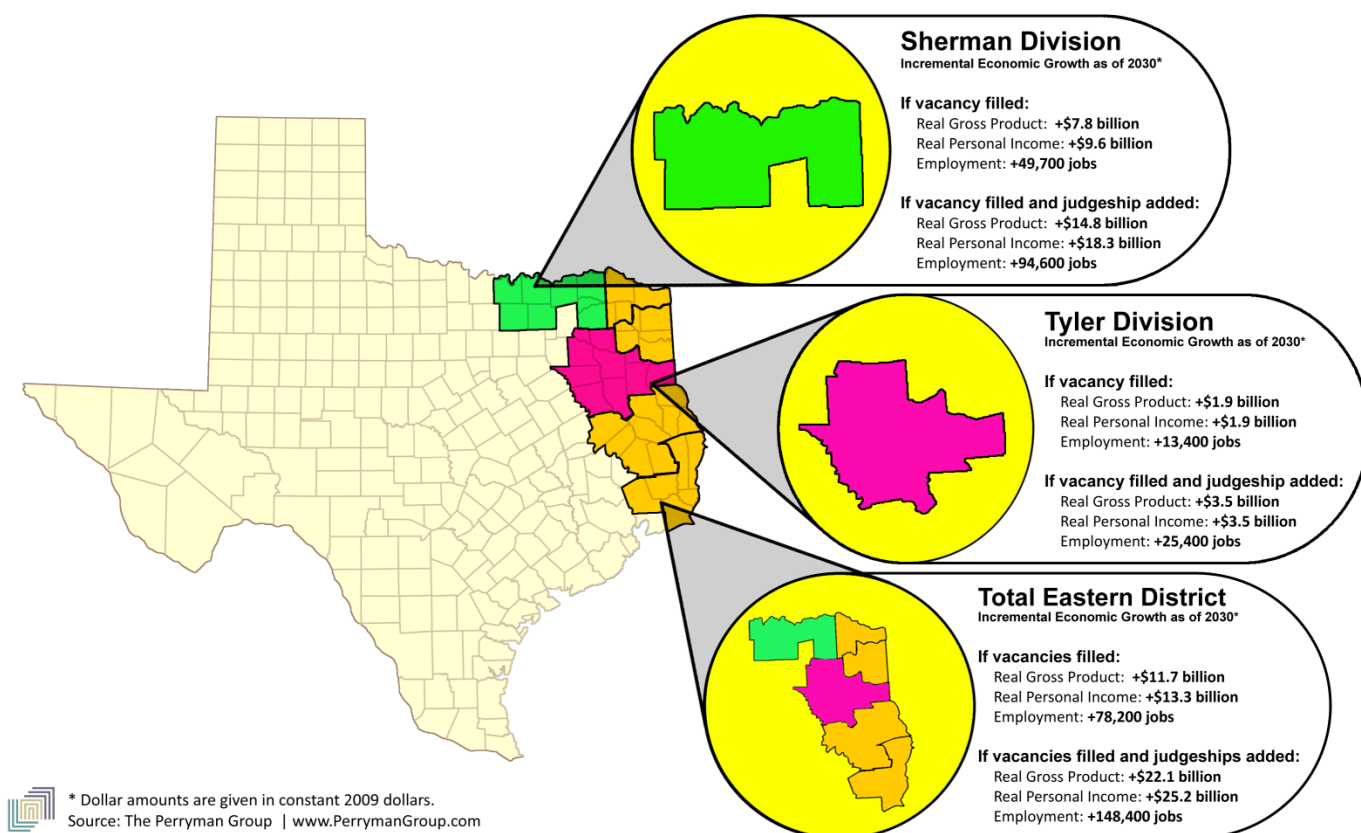 Sherman Division
Incremental Economic Growth as of 2030*
If vacancy filled:
Real Gross Product: +$7.8 billion
Real Personal Income: +$9.6 billion
Employment: +49,700 jobs
If vacancy filled and judgeship added:
Real Gross Product: +$14.8 billion
Real Personal Income: +$18.3 billion
Employment: +94,600 jobs
Tyler Division
Incremental Economic Growth as of 2030*
If vacancy filled:
Real Gross Product: +$1.9 billion
Real Personal Income: +$1.9 billion
Employment: +13,400 jobs
If vacancy filled and judgeship added:
Real Gross Product: +$3.5 billion
Real Personal Income: +$3.5 billion
Employment: +25,400 jobs
Total Eastern District
Incremental Economic Growth as of 2030*
If vacancies filled:
Real Gross Product: +$11.7 billion
Real Personal Income: +$13.3 billion
Employment: +78,200 jobs
If vacancies filled and judgeships added:
Real Gross Product: +$22.1 billion
Real Personal Income: +$25.2 billion
Employment: +148,400 jobs
* Dollar amounts are given in constant 2009 dollars.
Source: The Perryman Group | www.PerrymanGroup.com